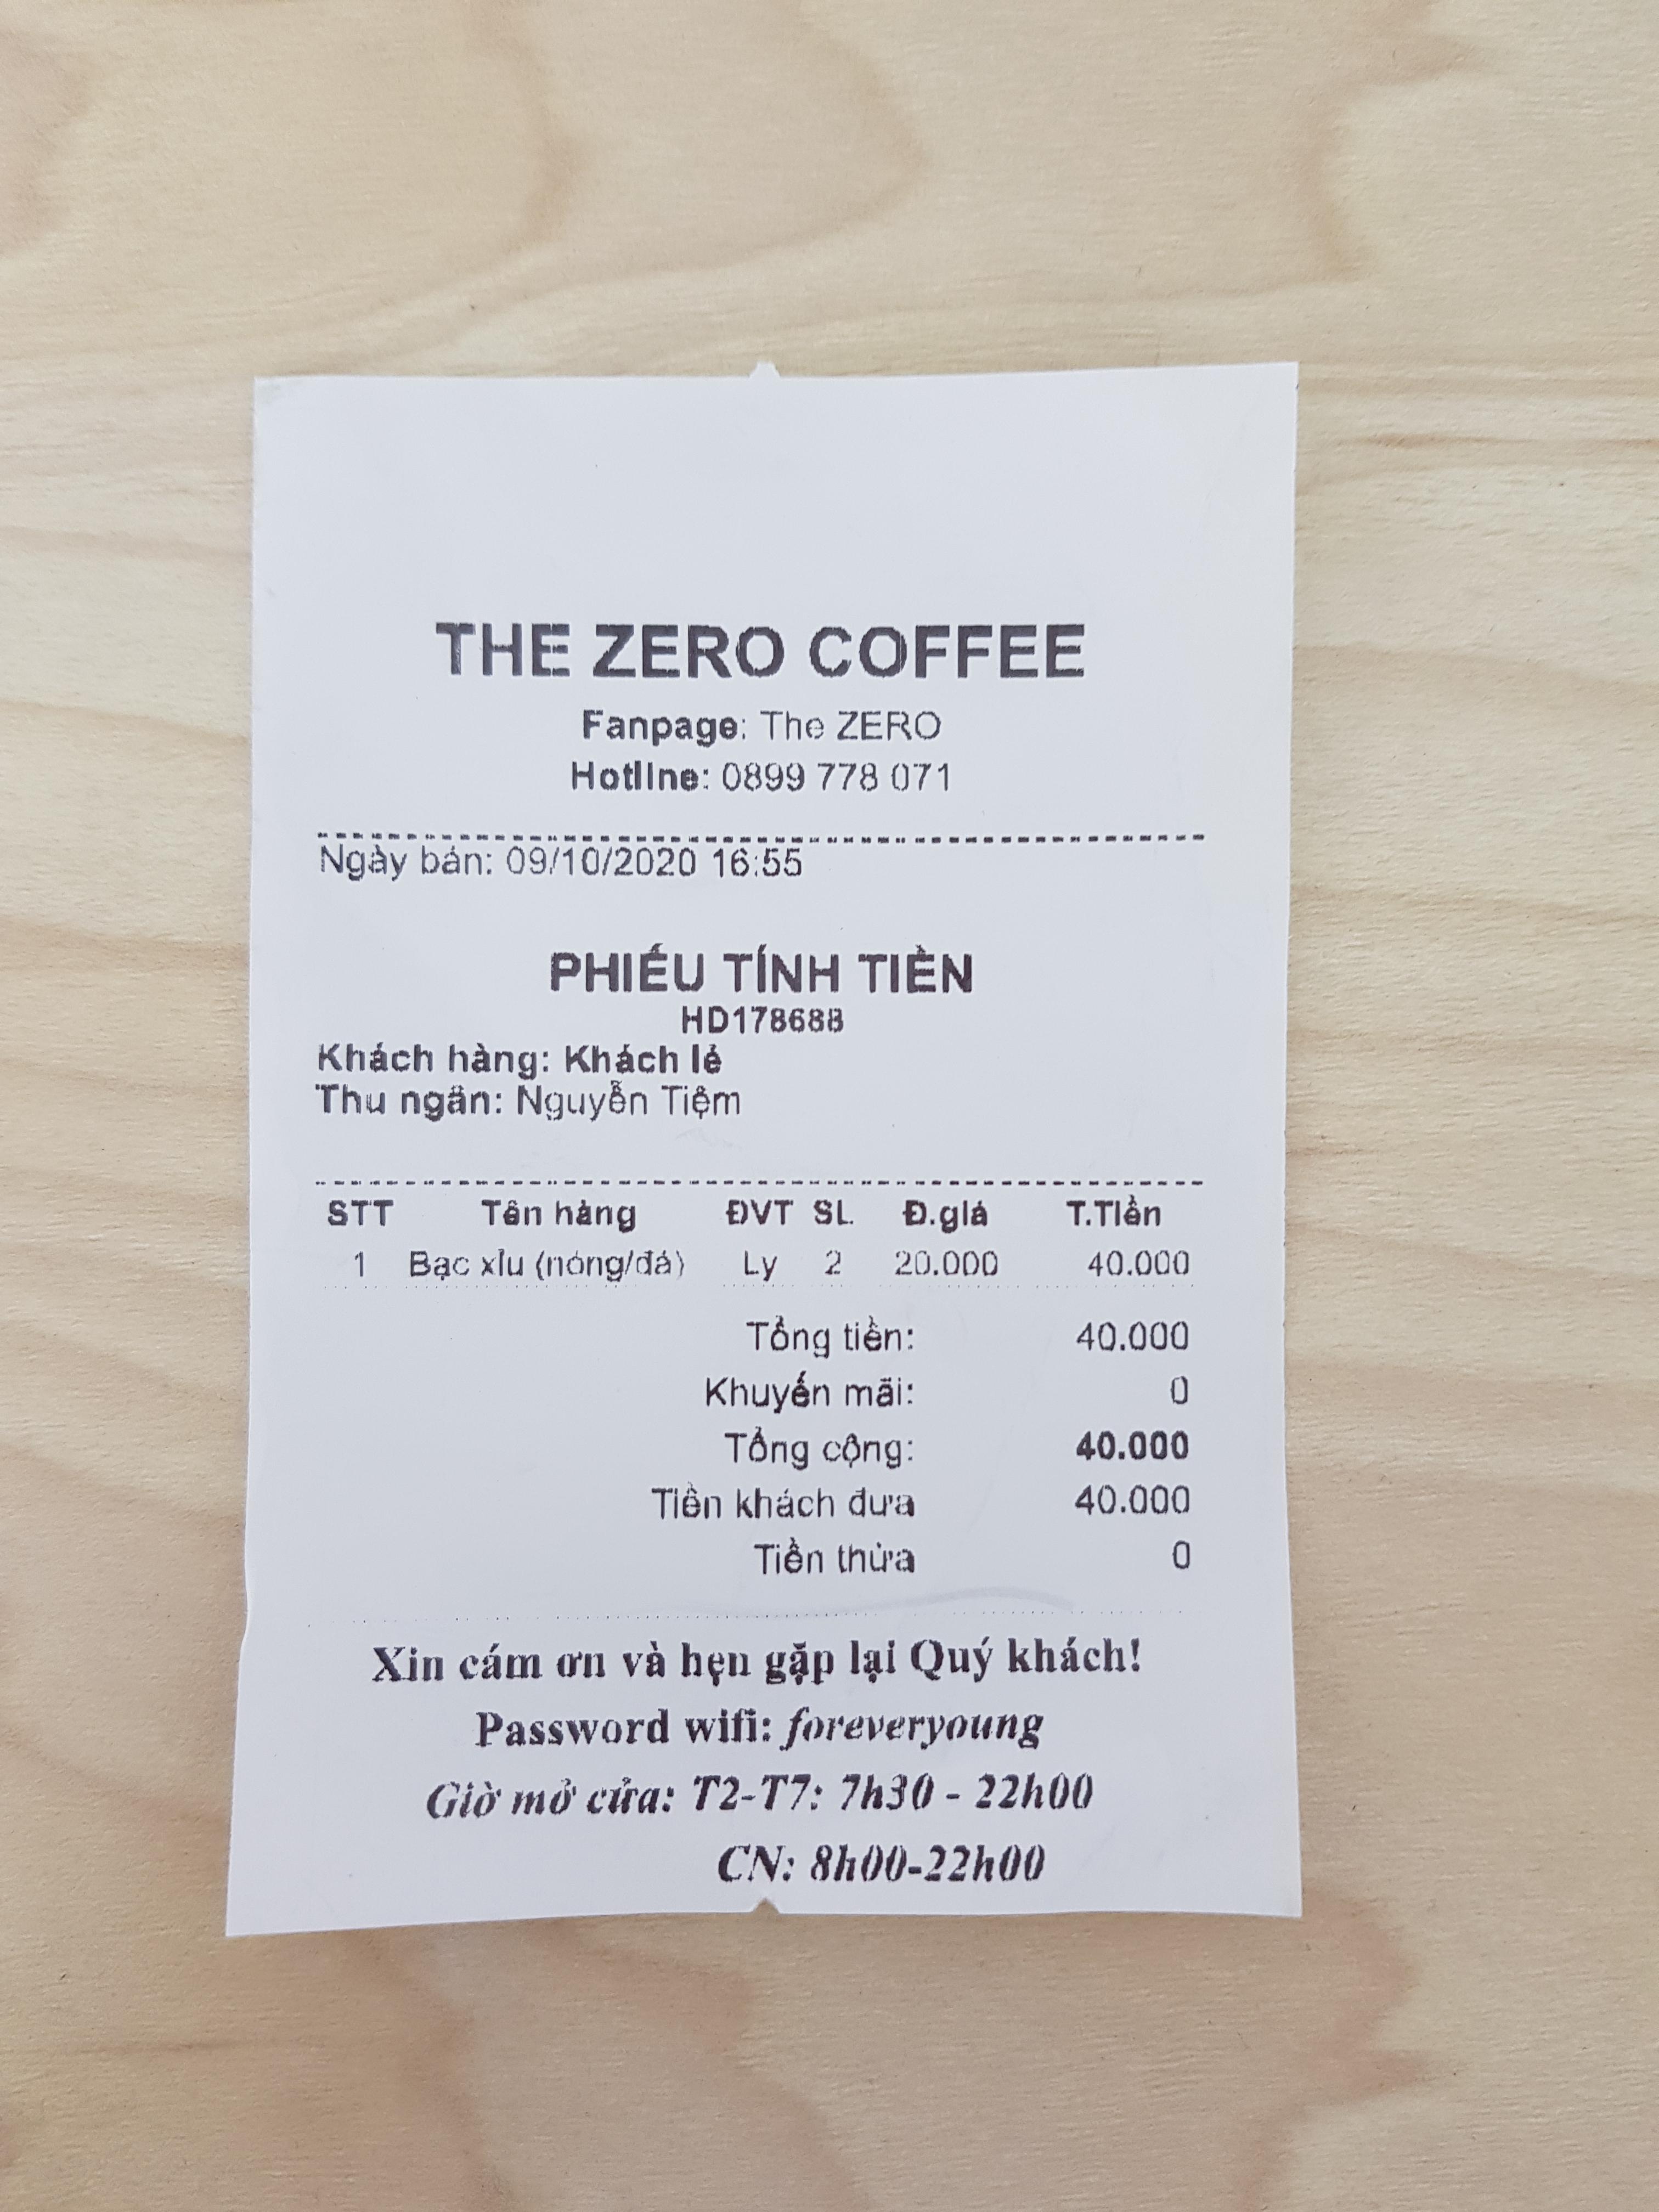 THE ZERO COFFEE
Fanpage: The ZERO
Hotline: 0899 778 071
Ngày bán: 09/10/2020 16:55
PHIẾU TÍNH TIỀN
HD178688
Khách hàng: Khách lẻ
Thu ngân: Nguyễn Tiệm
STT Tên hàng ĐVT SL Đ.giá T.Tiền
1 Bạc xỉu (nóng/đá) Ly 2 20.000 40.000
Tổng tiền: 40.000
Khuyến mãi: 0
Tổng cộng: 40.000
Tiền khách đưa 40.000
Tiền thừa 0
Xin cám ơn và hẹn gặp lại Quý khách!
Password wifi: foreveryoung
Giờ mở cửa: T2-T7: 7h30 - 22h00
CN: 8h00-22h00